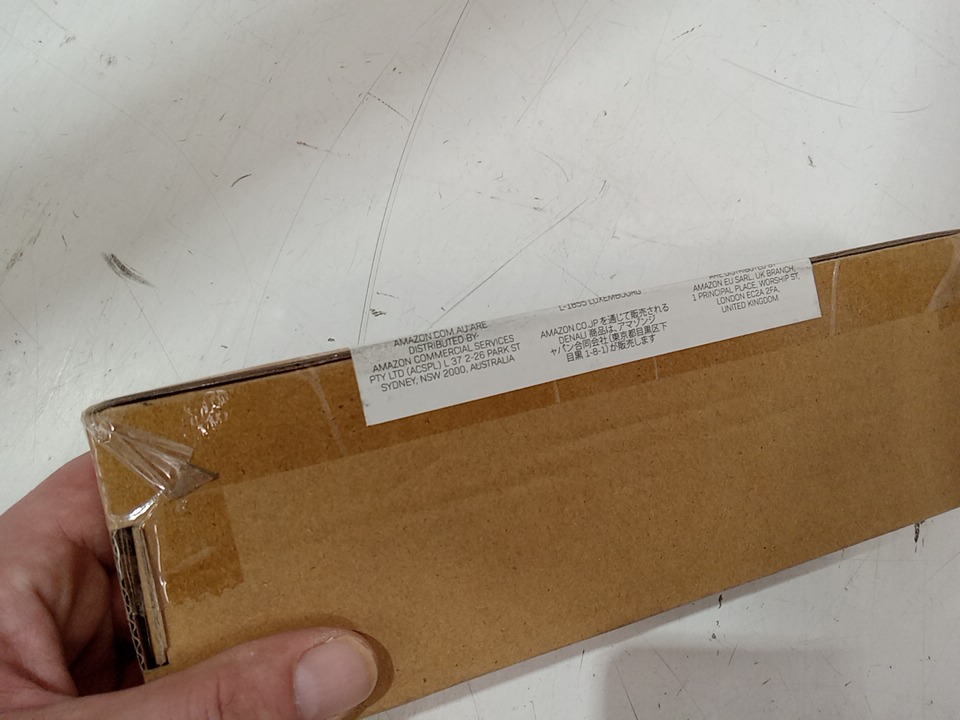 AMAZON.COM.AU ARE
DISTRIBUTED BY:
AMAZON COMMERCIAL SERVICES
PTY LTD (ACSPL) L 37 2-26 PARK ST
SYDNEY, NSW 2000, AUSTRALIA
L-1855 LUXEMBOURG
AMAZON.CO.JP を通じて販売される
DENALI 商品は、アマゾンジ
ャパン合同会社 (東京都目黒区下
目黒 1-8-1) が販売します
ARE DISTRIBUTED BY
AMAZON EU SARL, UK BRANCH,
1 PRINCIPAL PLACE, WORSHIP ST,
LONDON EC2A 2FA,
UNITED KINGDOM